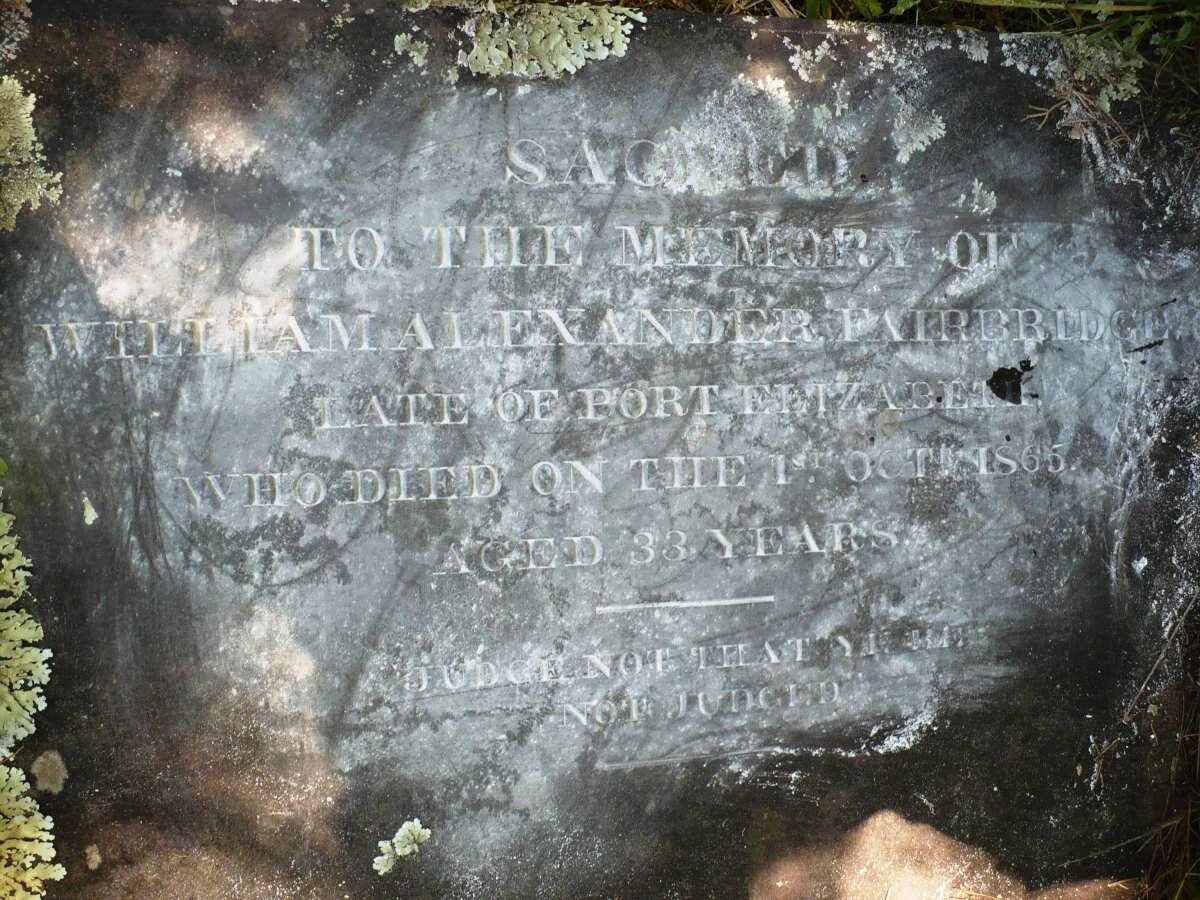 SACRED
TO THE MEMORY OF
WILLIAM ALEXANDER FAIRBRIDGE
LATE OF PORT ELIZABETH
WHO DIED ON THE 1ST OCTR 1865.
AGED 33 YEARS.
JUDGE NOT THAT YE BE
NOT JUDGED